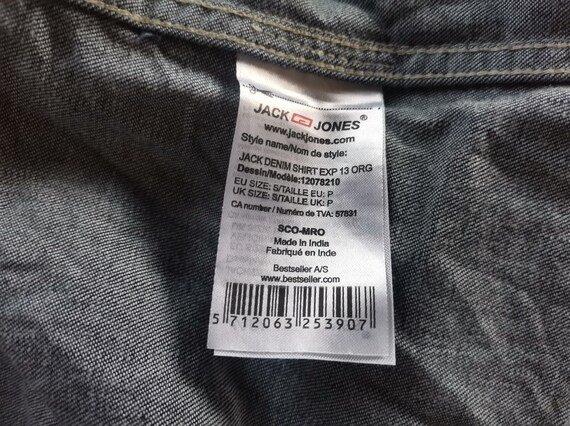 JACK JONES®
www.jackjones.com
Style name/Nom de style:
JACK DENIM SHIRT EXP 13 ORG
Dessin/Modèls:12078210
EU SIZE: S/TAILLE EU: P
UK SIZE: S/TAILLE UK: P
CA number / Numéro de TVA: 57831
SCO-MRO
Made in India
Fabriqué en Inde
Bestseller A/S
www.bestseller.com
5 712063 253907